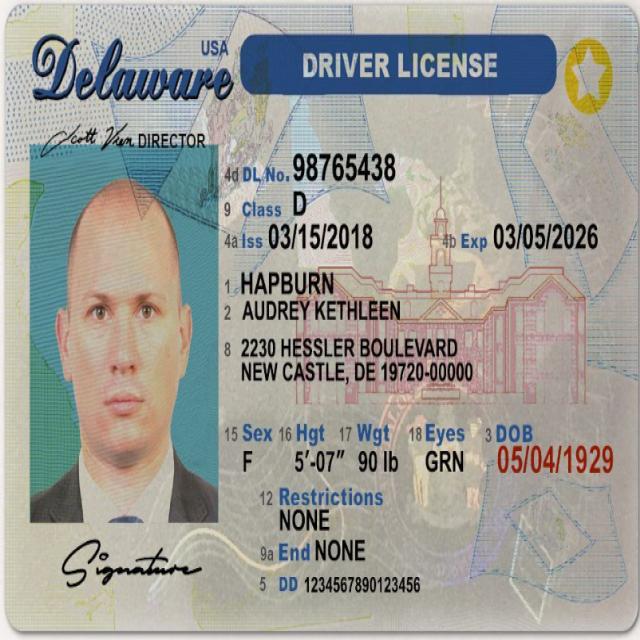 Delaware USA DRIVER LICENSE
Scott Vien DIRECTOR
4d DL No. 98765438
9 Class D
4a Iss 03/15/2018 4b Exp 03/05/2026
1 HAPBURN
2 AUDREY KETHLEEN
8 2230 HESSLER BOULEVARD
NEW CASTLE, DE 19720-00000
15 Sex 16 Hgt 17 Wgt 18 Eyes 3 DOB
F 5'-07" 90 lb GRN 05/04/1929
12 Restrictions
NONE
9a End NONE
Signature
5 DD 1234567890123456